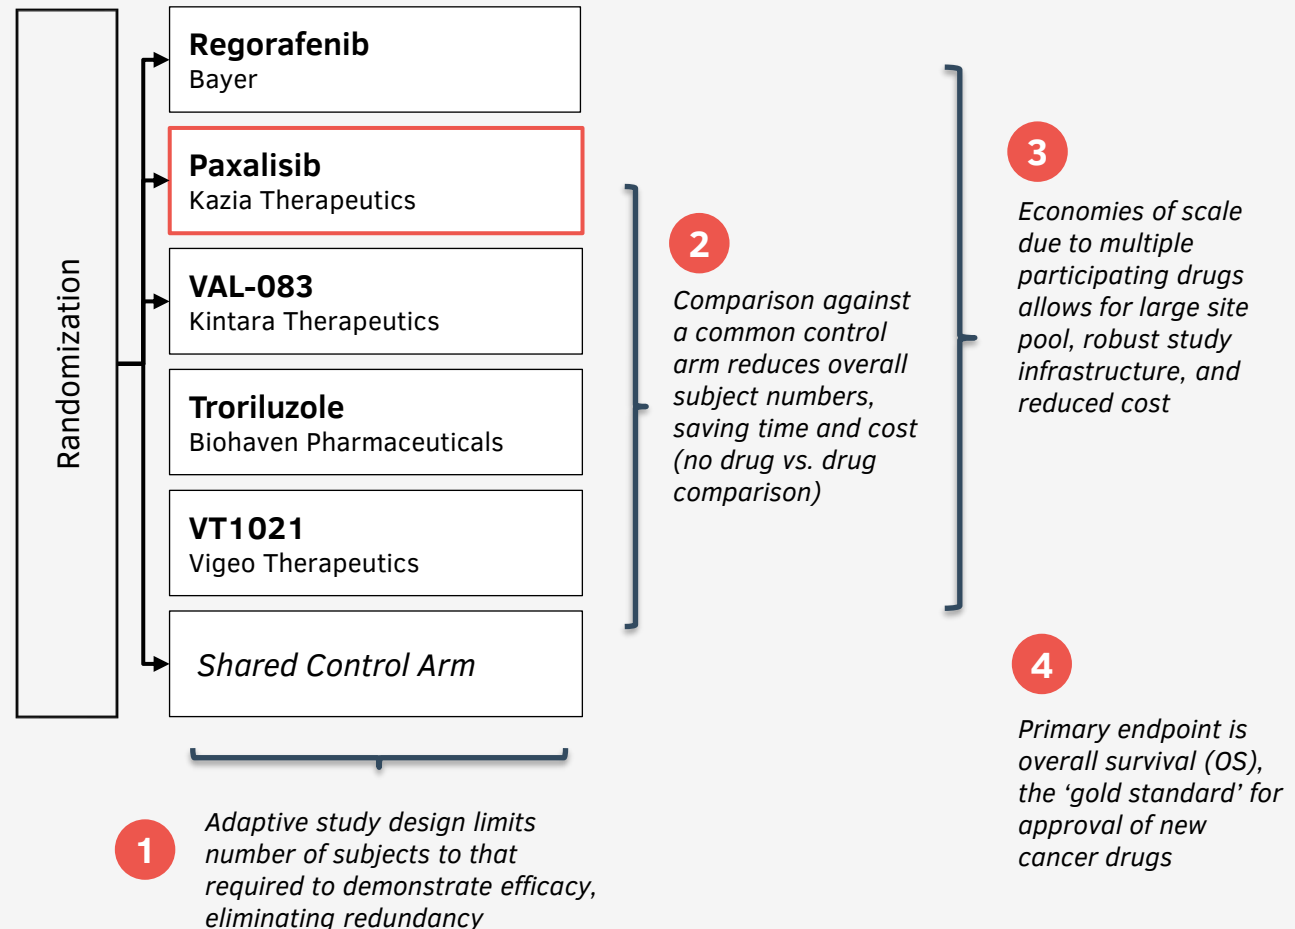 Randomization
Regorafenib
Bayer
Paxalisib
Kazia Therapeutics
VAL-083
Kintara Therapeutics
Troriluzole
Biohaven Pharmaceuticals
VT1021
Vigeo Therapeutics
Shared Control Arm
1
Adaptive study design limits
number of subjects to that
required to demonstrate efficacy,
eliminating redundancy
2
Comparison against
a common control
arm reduces overall
subject numbers,
saving time and cost
(no drug vs. drug
comparison)
3
Economies of scale
due to multiple
participating drugs
allows for large site
pool, robust study
infrastructure, and
reduced cost
4
Primary endpoint is
overall survival (OS),
the ‘gold standard’ for
approval of new
cancer drugs